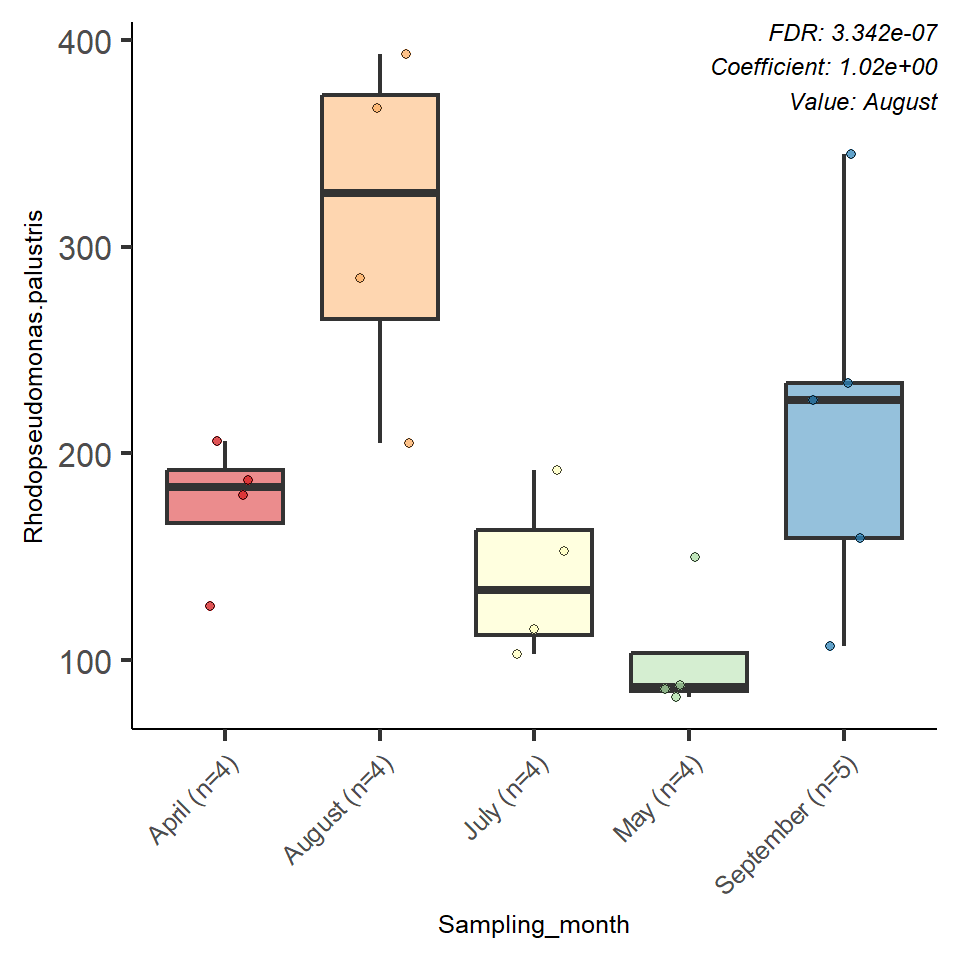 FDR: 3.342e-07
Coefficient: 1.02e+00
Value: August
400
300
200
100
Rhodopseudomonas.palustris
April (n=4)
August (n=4)
July (n=4)
May (n=4)
September (n=5)
Sampling_month